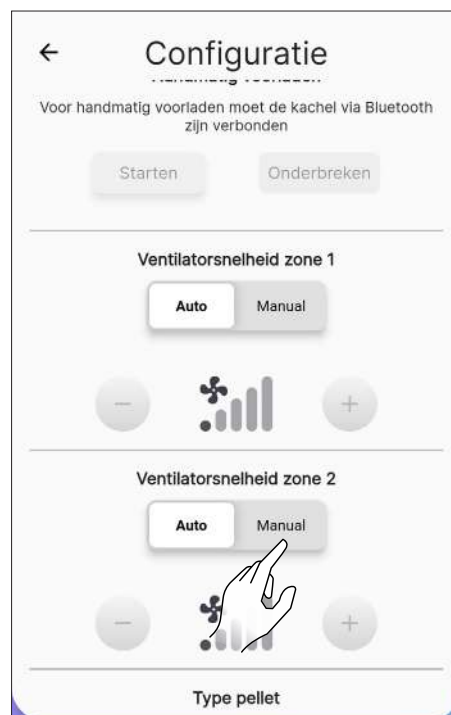 Configuratie
Voor handmatig voorladen moet de kachel via Bluetooth
zijn verbonden
Starten Onderbreken
Ventilatorsnelheid zone 1
Auto Manual
Ventilatorsnelheid zone 2
Auto Manual
Type pellet